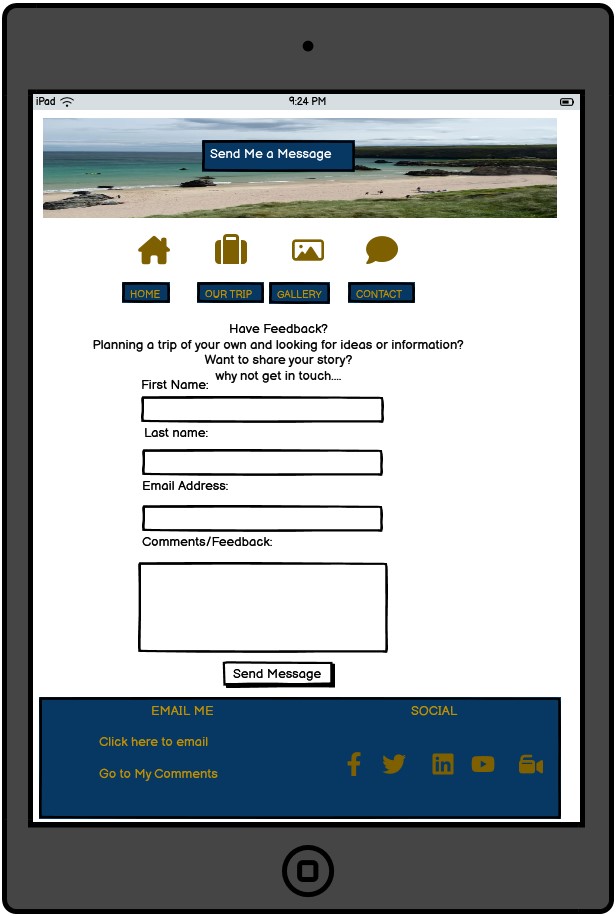 iPad 9:24 PM
Send Me a Message
HOME OUR TRIP GALLERY CONTACT
Have Feedback?
Planning a trip of your own and looking for ideas or information?
Want to share your story?
why not get in touch....
First Name:
Last name:
Email Address:
Comments/Feedback:
Send Message
EMAIL ME SOCIAL
Click here to email
Go to My Comments